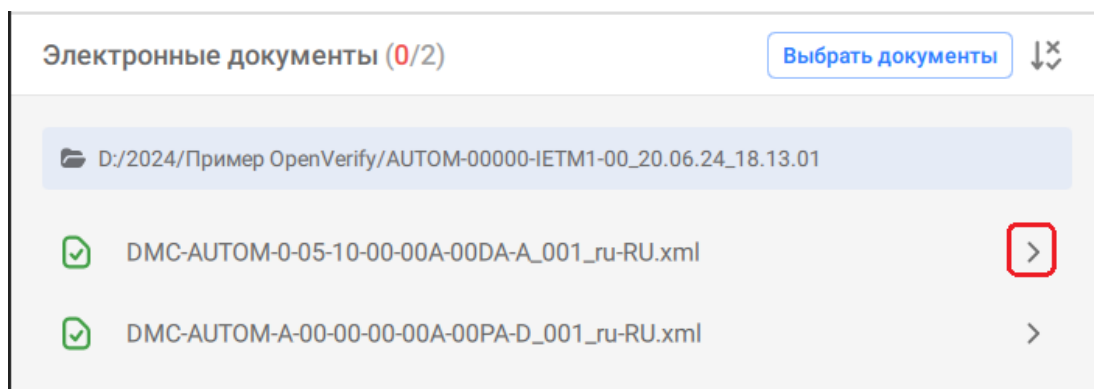 Электронные документы (0/2)
Выбрать документы
D:/2024/Пример OpenVerify/AUTOM-00000-IETM1-00_20.06.24_18.13.01
DMC-AUTOM-0-05-10-00-00A-00DA-A_001_ru-RU.xml
DMC-AUTOM-A-00-00-00-00A-00PA-D_001_ru-RU.xml